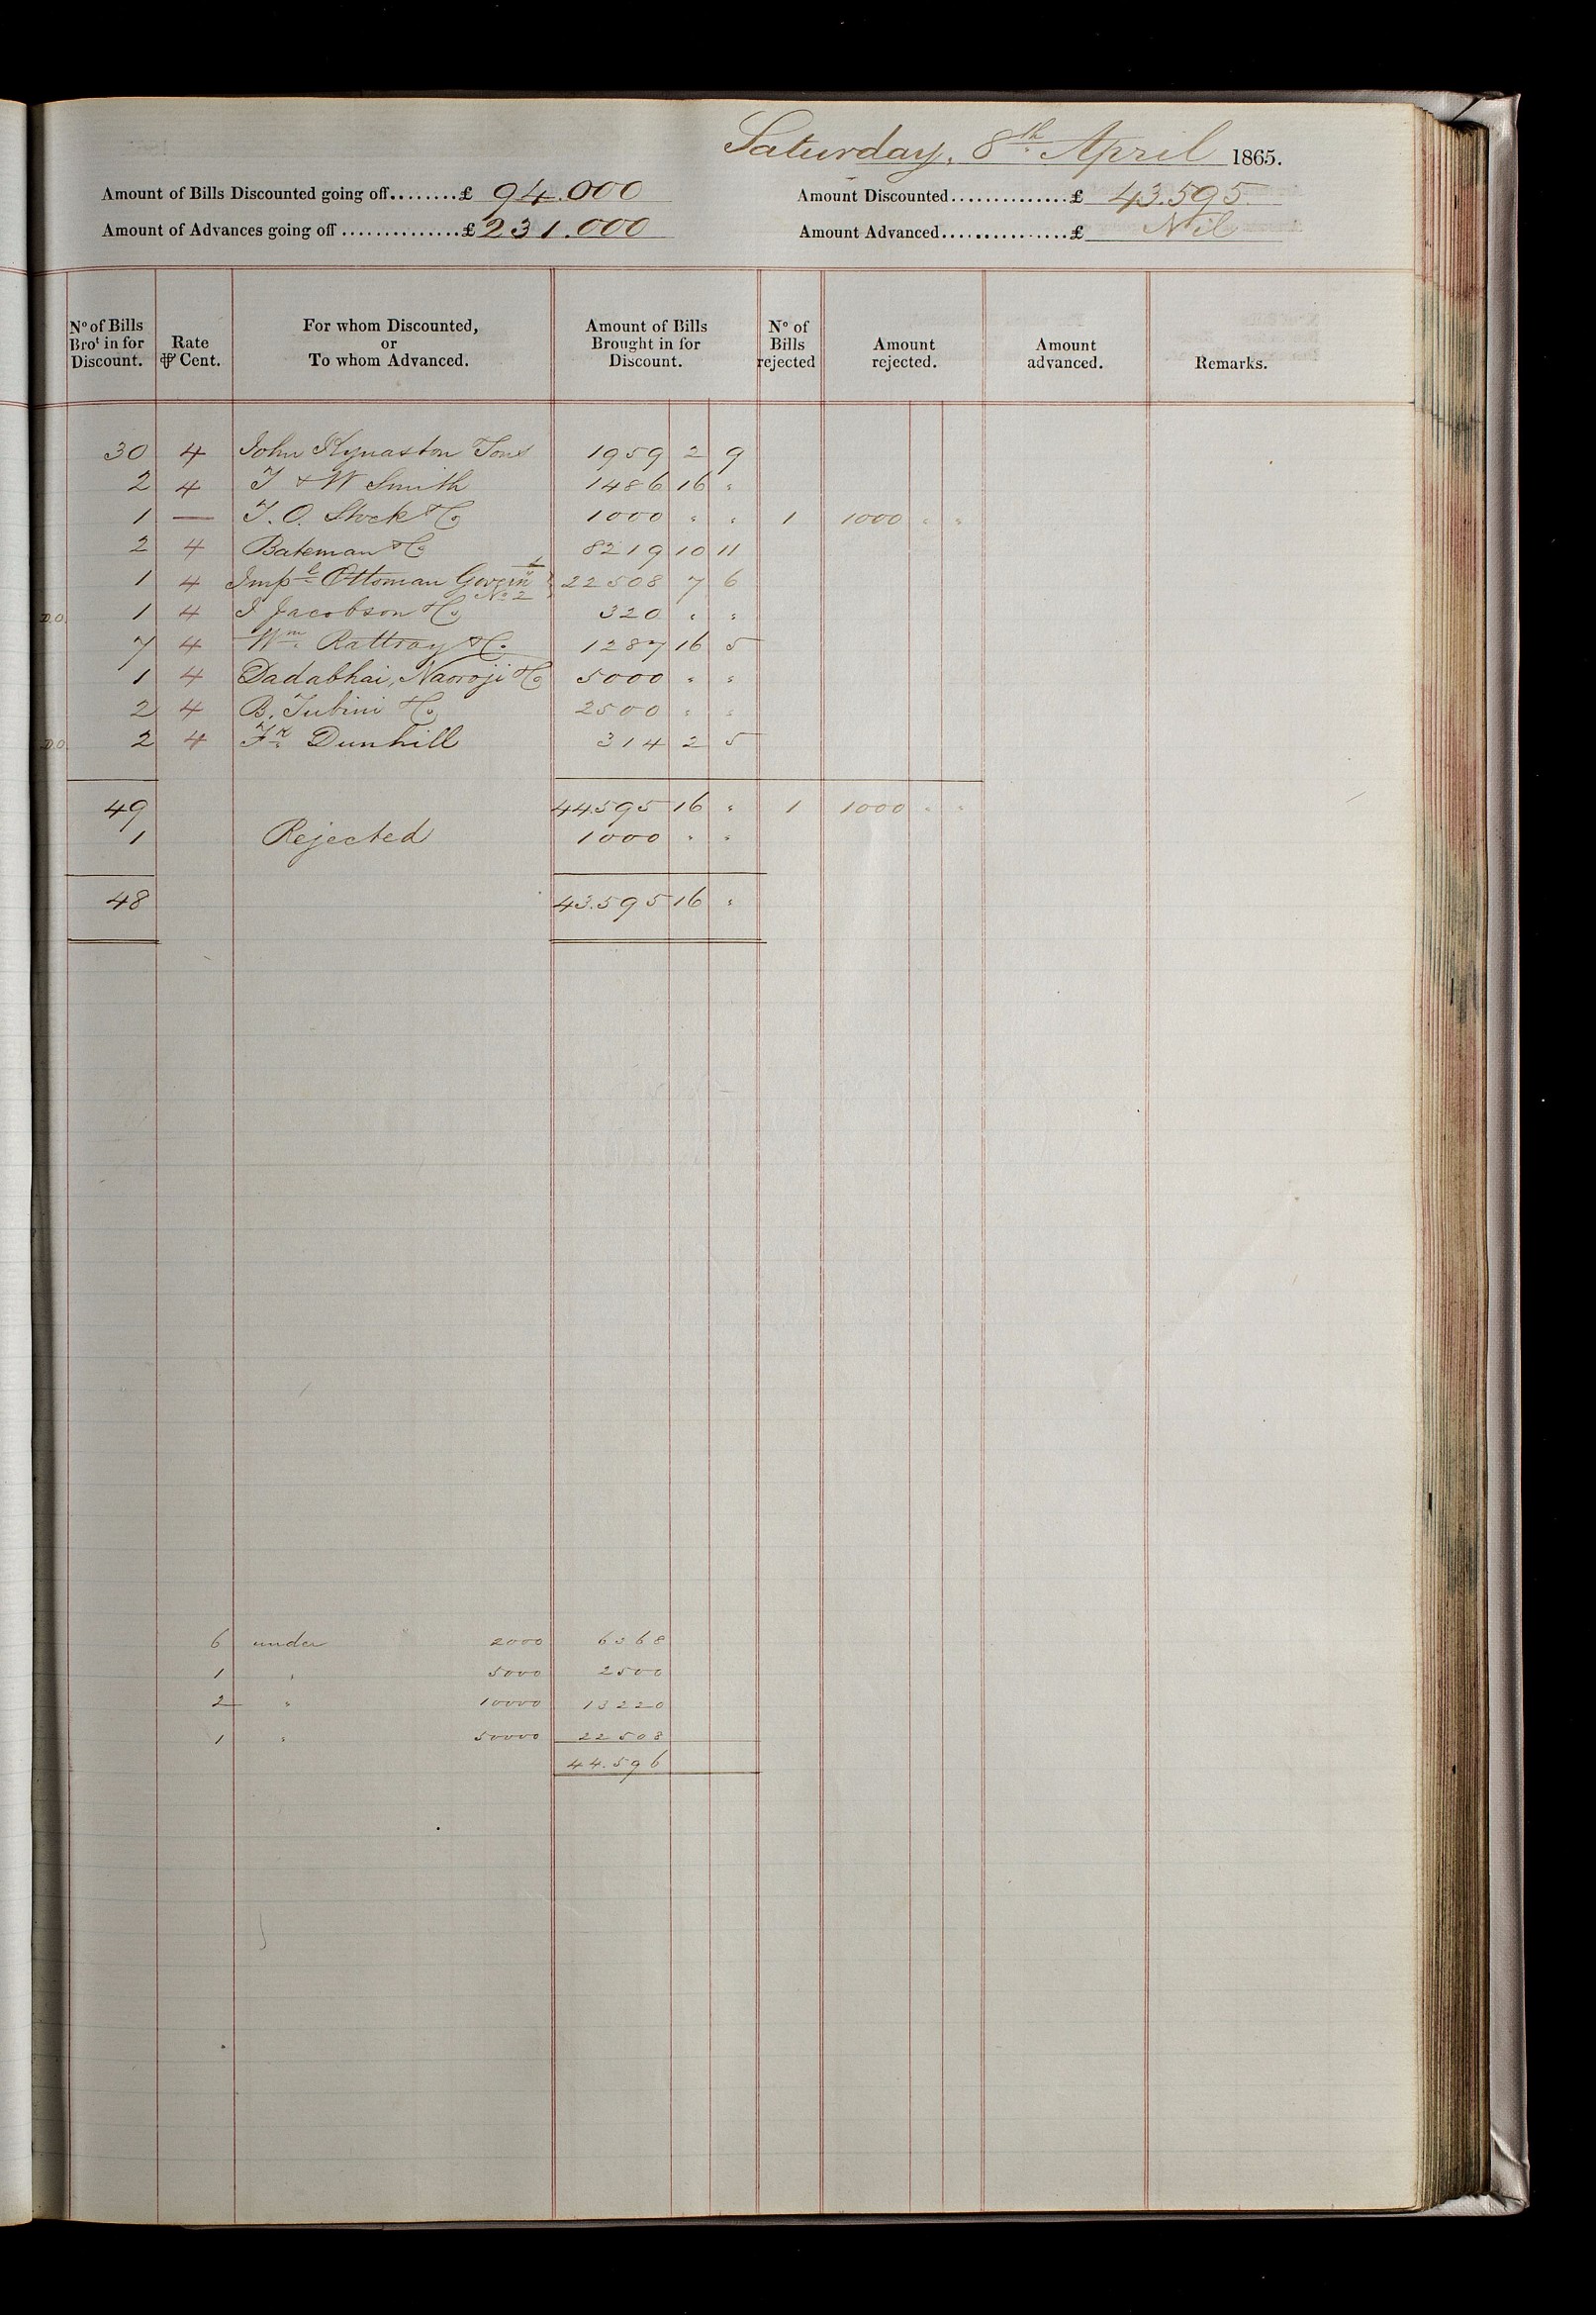 Saturday, 8th April 1865.
Amount of Bills Discounted going off........£ 94.000 Amount Discounted..............£ 43.595
Amount of Advances going off..............£ 231.000 Amount Advanced................£ Nil
No of Bills Brot in for Discount. Rate ⅌ Cent. For whom Discounted, or To whom Advanced. Amount of Bills Brought in for Discount. No of Bills rejected Amount rejected. Amount advanced. Remarks.
30 4 John Kynaston Sons 1959 2 9
2 4 T & W Smith 1486 16 "
1 — T. O. Stock & Co 1000 " " 1 1000 " "
2 4 Bateman & Co 8219 10 11
1 4 Impl Ottoman Govern't No 2 22508 7 6
D.O. 1 4 I Jacobson & Co 320 " "
7 4 Wm. Rattray & Co. 1287 16 5
1 4 Dadabhai, Naoroji & Co 5000 " "
2 4 B. Tubini & Co 2500 " "
D.O. 2 4 Fk Dunhill 314 2 5
49 44.595 16 " 1 1000 " "
1 Rejected 1000 " "
48 43.595 16 "
6 under 2000 6368
1 " 5000 2500
2 " 10000 13220
1 " 50000 22508
44.596